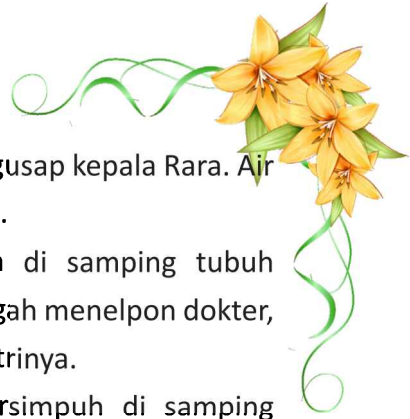 gusap kepala Rara. Air
.
di samping tubuh
gah menelpon dokter,
trinya.
rsimpuh di samping